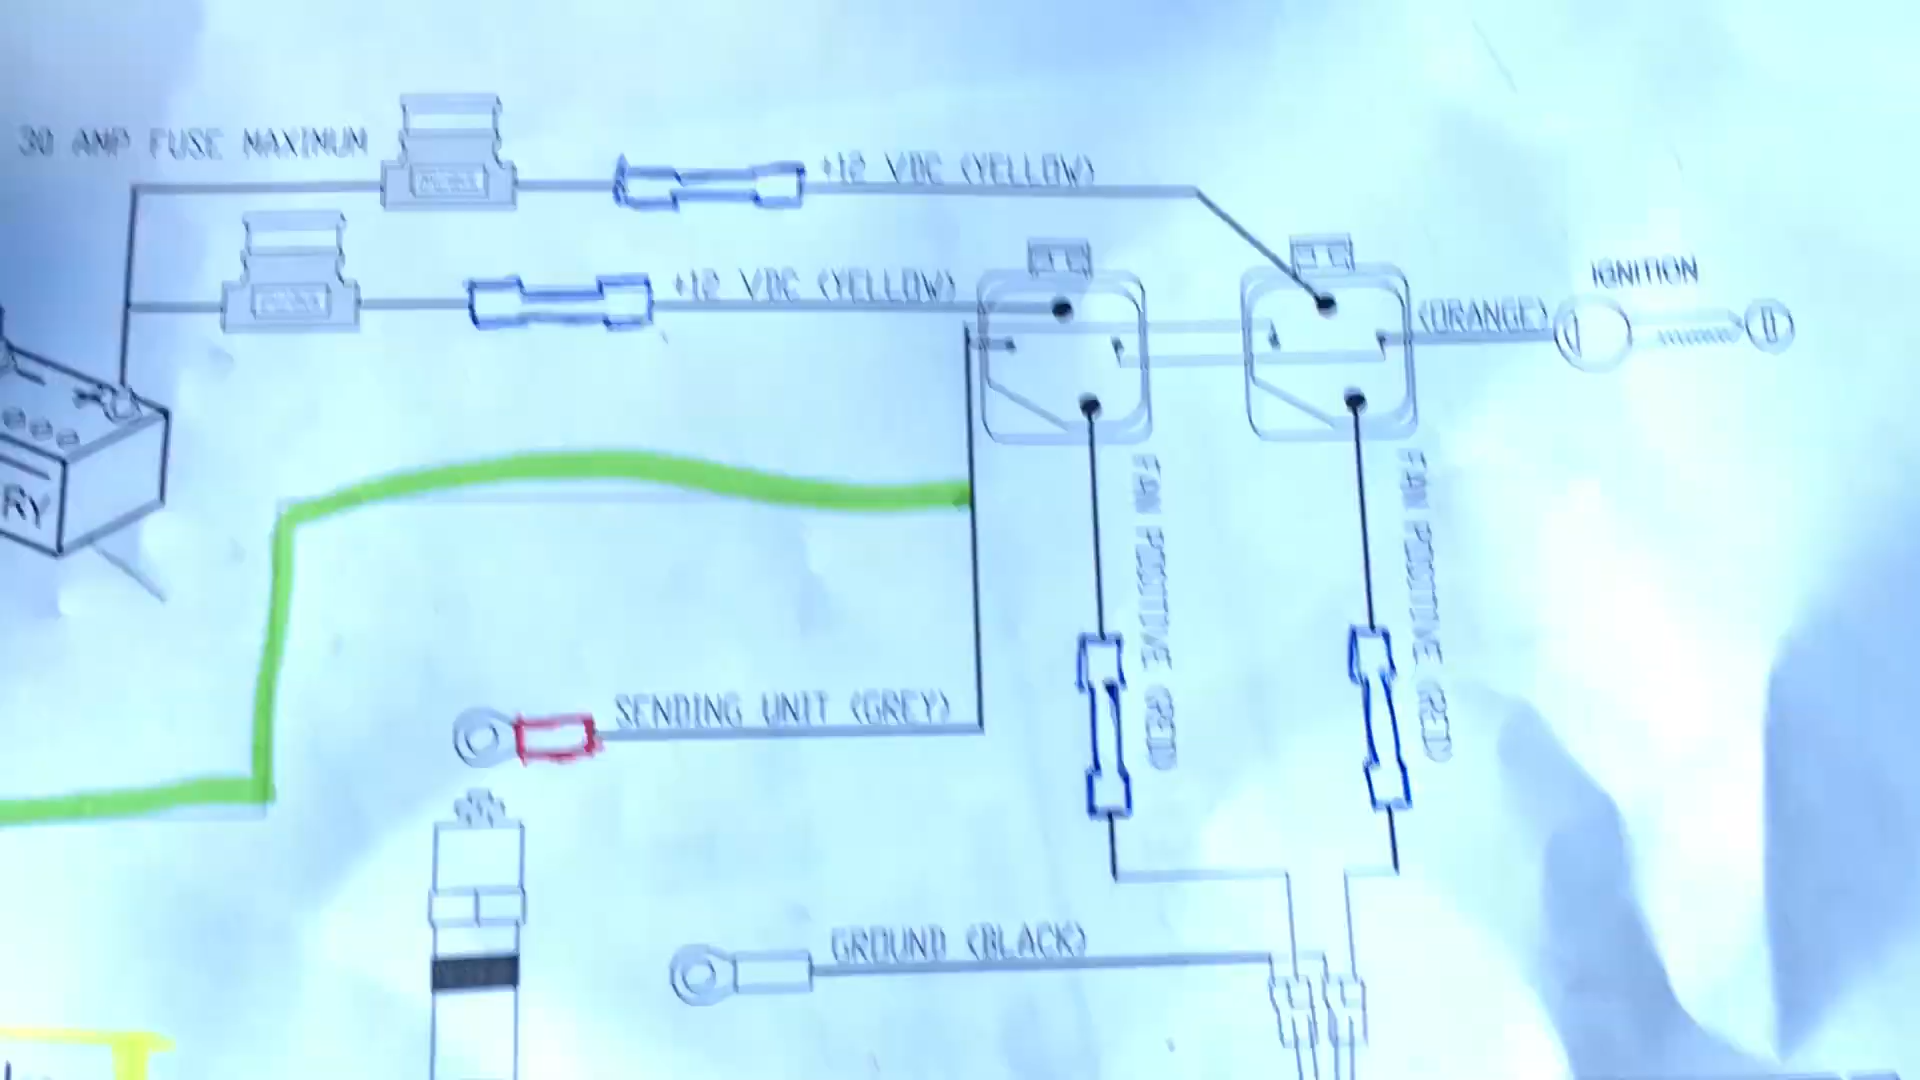 30 AMP FUSE MAXIMUM
+12 VDC (YELLOW)
+12 VDC (YELLOW)
IGNITION
(ORANGE)
RY
FAN POSITIVE (RED)
FAN POSITIVE (RED)
SENDING UNIT (GREY)
GROUND (BLACK)